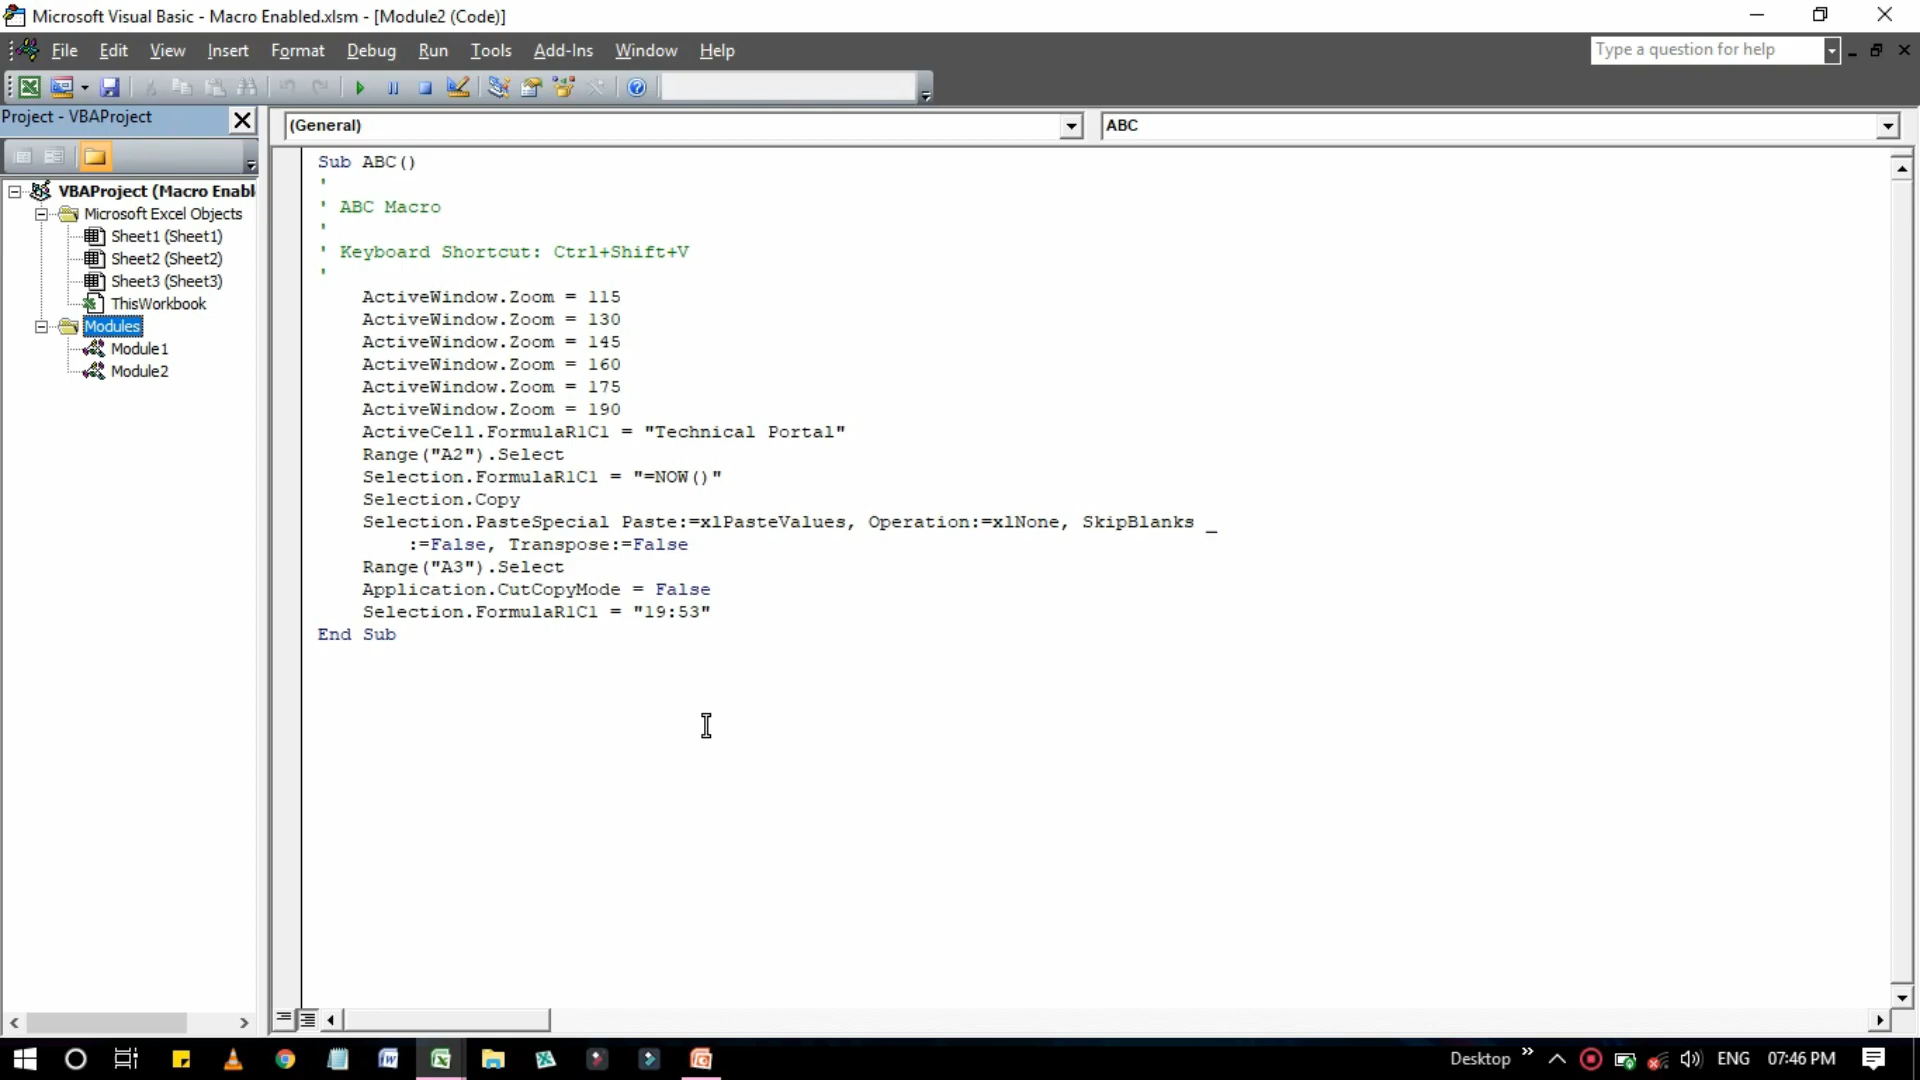 Microsoft Visual Basic - Macro Enabled.xlsm - [Module2 (Code)]
File Edit View Insert Format Debug Run Tools Add-Ins Window Help
Type a question for help
Project - VBAProject
(General)
ABC
VBAProject (Macro Enabl
Microsoft Excel Objects
Sheet1 (Sheet1)
Sheet2 (Sheet2)
Sheet3 (Sheet3)
ThisWorkbook
Modules
Module1
Module2
Sub ABC()
'
' ABC Macro
'
' Keyboard Shortcut: Ctrl+Shift+V
'
ActiveWindow.Zoom = 115
ActiveWindow.Zoom = 130
ActiveWindow.Zoom = 145
ActiveWindow.Zoom = 160
ActiveWindow.Zoom = 175
ActiveWindow.Zoom = 190
ActiveCell.FormulaR1C1 = "Technical Portal"
Range("A2").Select
Selection.FormulaR1C1 = "=NOW()"
Selection.Copy
Selection.PasteSpecial Paste:=xlPasteValues, Operation:=xlNone, SkipBlanks _
:=False, Transpose:=False
Range("A3").Select
Application.CutCopyMode = False
Selection.FormulaR1C1 = "19:53"
End Sub
Desktop » ENG 07:46 PM